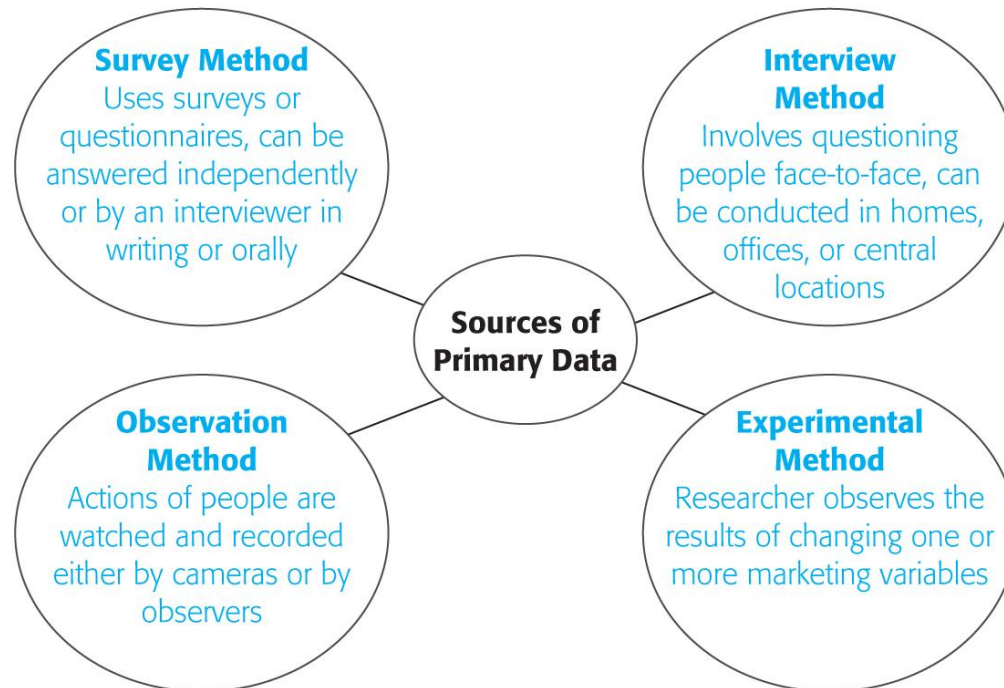 Survey Method
Uses surveys or
questionnaires, can be
answered independently
or by an interviewer in
writing or orally
Interview
Method
Involves questioning
people face-to-face, can
be conducted in homes,
offices, or central
locations
Sources of
Primary Data
Observation
Method
Actions of people are
watched and recorded
either by cameras or by
observers
Experimental
Method
Researcher observes the
results of changing one or
more marketing variables